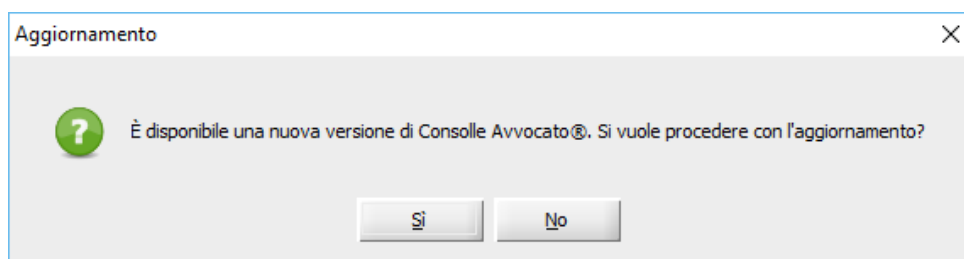 Aggiornamento
È disponibile una nuova versione di Consolle Avvocato®. Si vuole procedere con l'aggiornamento?
Sì
No